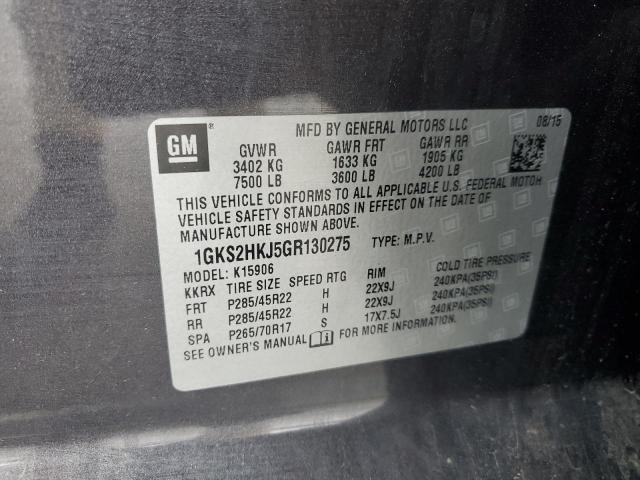 MFD BY GENERAL MOTORS LLC 08/15
GM ®
GVWR GAWR FRT GAWR RR
3402 KG 1633 KG 1905 KG
7500 LB 3600 LB 4200 LB
THIS VEHICLE CONFORMS TO ALL APPLICABLE U.S. FEDERAL MOTOR
VEHICLE SAFETY STANDARDS IN EFFECT ON THE DATE OF
MANUFACTURE SHOWN ABOVE.
1GKS2HKJ5GR130275 TYPE: M.P.V.
MODEL: K15906
KKRX TIRE SIZE SPEED RTG RIM COLD TIRE PRESSURE
FRT P285/45R22 H 22X9J 240KPA(35PSI)
RR P285/45R22 H 22X9J 240KPA(35PSI)
SPA P265/70R17 S 17X7.5J 240KPA(35PSI)
SEE OWNER'S MANUAL FOR MORE INFORMATION.